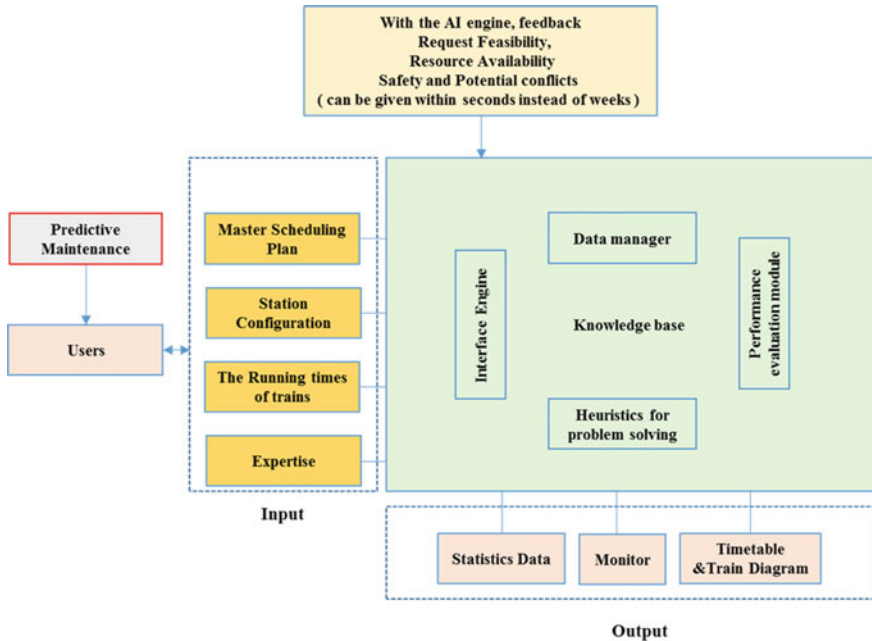 With the AI engine, feedback
Request Feasibility,
Resource Availability
Safety and Potential conflicts
( can be given within seconds instead of weeks )
Predictive
Maintenance
Users
Master Scheduling
Plan
Station
Configuration
The Running times
of trains
Expertise
Input
Interface Engine
Data manager
Knowledge base
Heuristics for
problem solving
Performance
evaluation module
Statistics Data
Monitor
Timetable
&Train Diagram
Output